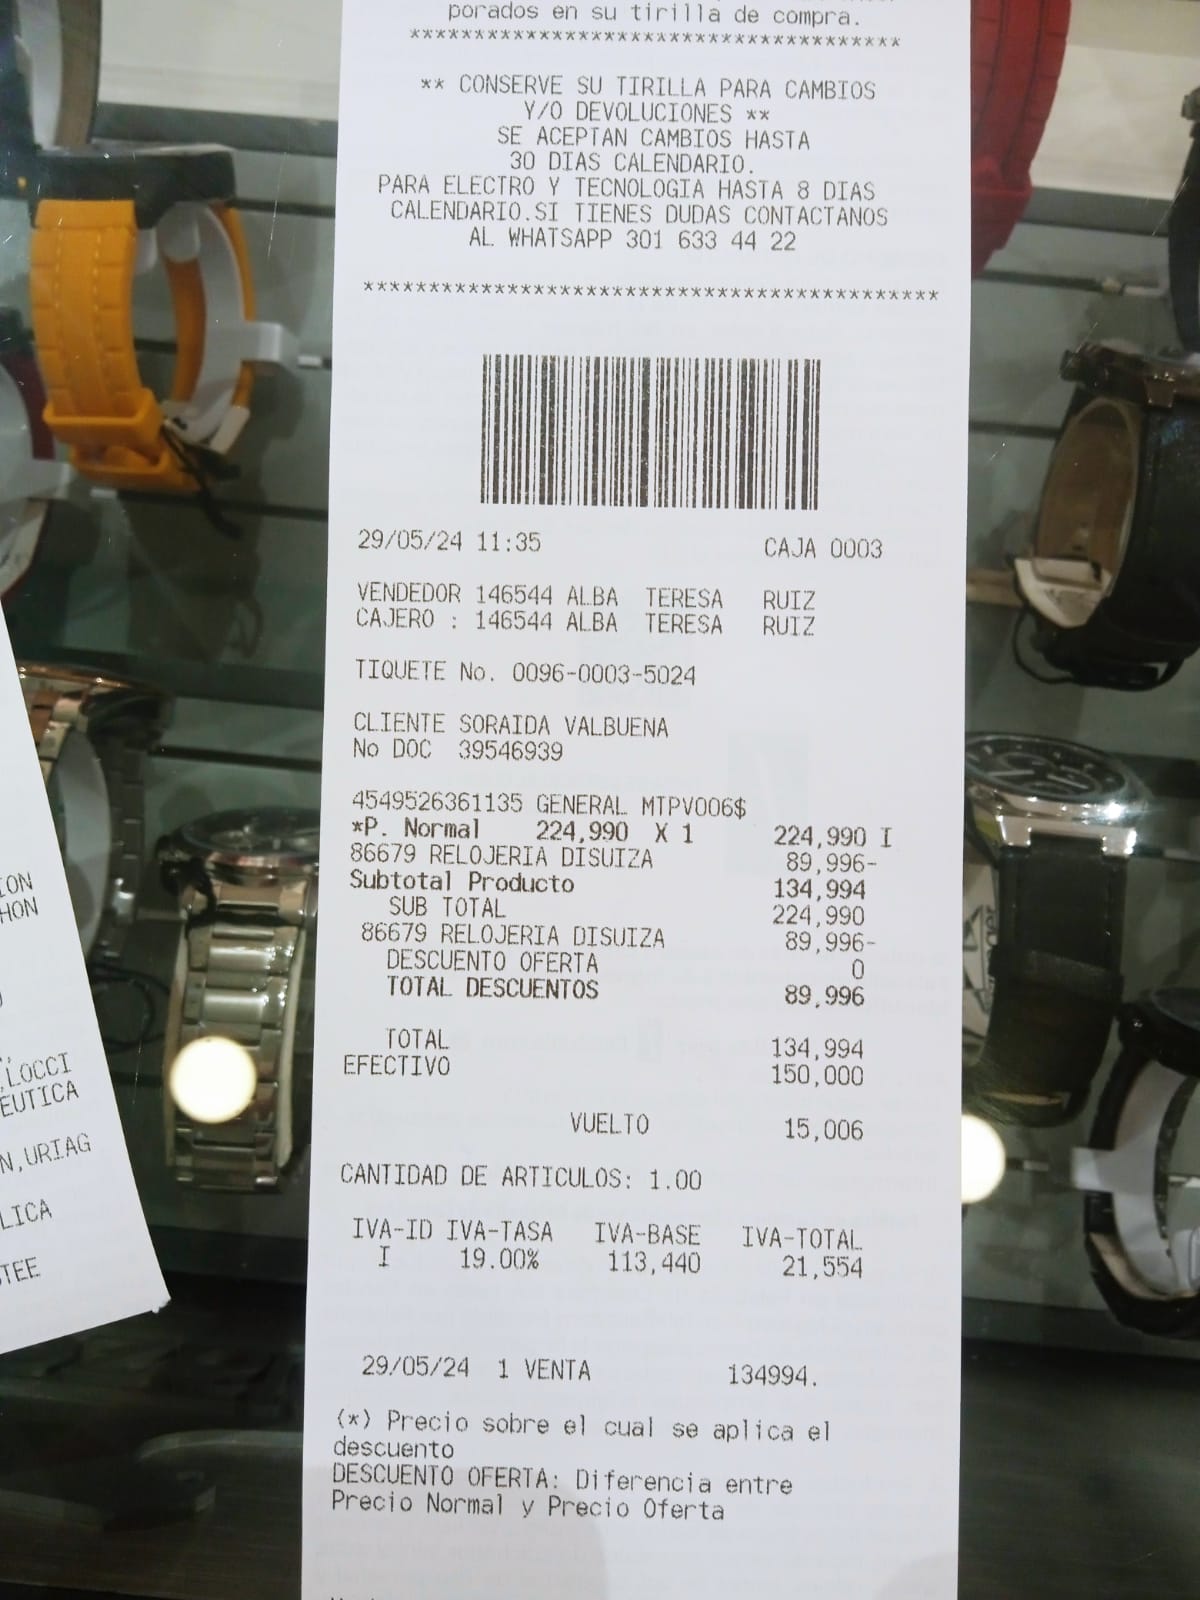 porados en su tirilla de compra.
**************************************
** CONSERVE SU TIRILLA PARA CAMBIOS
Y/O DEVOLUCIONES **
SE ACEPTAN CAMBIOS HASTA
30 DIAS CALENDARIO.
PARA ELECTRO Y TECNOLOGIA HASTA 8 DIAS
CALENDARIO.SI TIENES DUDAS CONTACTANOS
AL WHATSAPP 301 633 44 22
********************************************
29/05/24 11:35 CAJA 0003
VENDEDOR 146544 ALBA TERESA RUIZ
CAJERO : 146544 ALBA TERESA RUIZ
TIQUETE No. 0096-0003-5024
CLIENTE SORAIDA VALBUENA
No DOC 39546939
4549526361135 GENERAL MTPV006$
*P. Normal 224,990 X 1 224,990 I
86679 RELOJERIA DISUIZA 89,996-
Subtotal Producto 134,994
SUB TOTAL 224,990
86679 RELOJERIA DISUIZA 89,996-
DESCUENTO OFERTA 0
TOTAL DESCUENTOS 89,996
TOTAL 134,994
EFECTIVO 150,000
VUELTO 15,006
CANTIDAD DE ARTICULOS: 1.00
IVA-ID IVA-TASA IVA-BASE IVA-TOTAL
I 19.00% 113,440 21,554
29/05/24 1 VENTA 134994.
(*) Precio sobre el cual se aplica el
descuento
DESCUENTO OFERTA: Diferencia entre
Precio Normal y Precio Oferta
ION
HON
LOCCI
EUTICA
N,URIAG
LICA
TEE